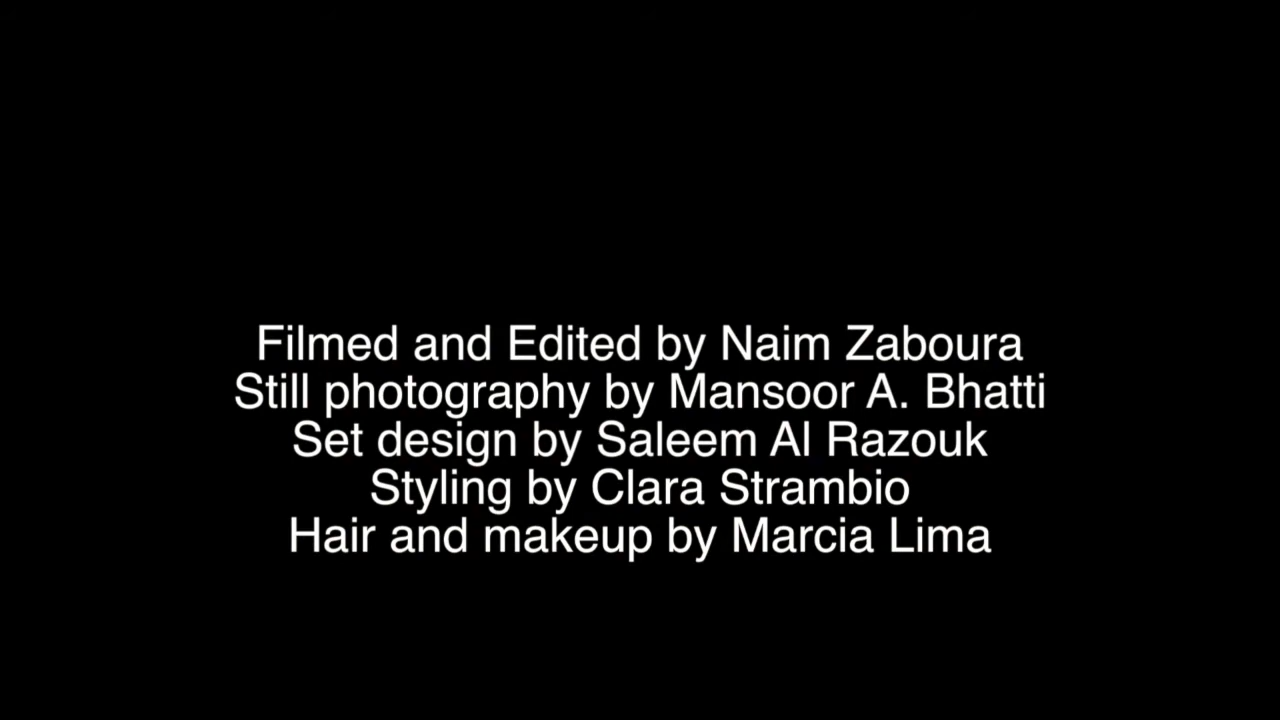 Filmed and Edited by Naim Zaboura
Still photography by Mansoor A. Bhatti
Set design by Saleem Al Razouk
Styling by Clara Strambio
Hair and makeup by Marcia Lima